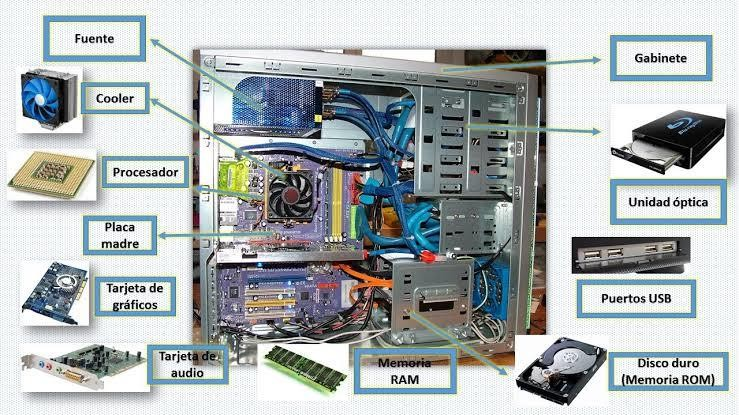 Fuente
Gabinete
Cooler
Procesador
Unidad óptica
Placa
madre
Tarjeta de
gráficos
Puertos USB
Tarjeta de
audio
Memoria
RAM
Disco duro
(Memoria ROM)